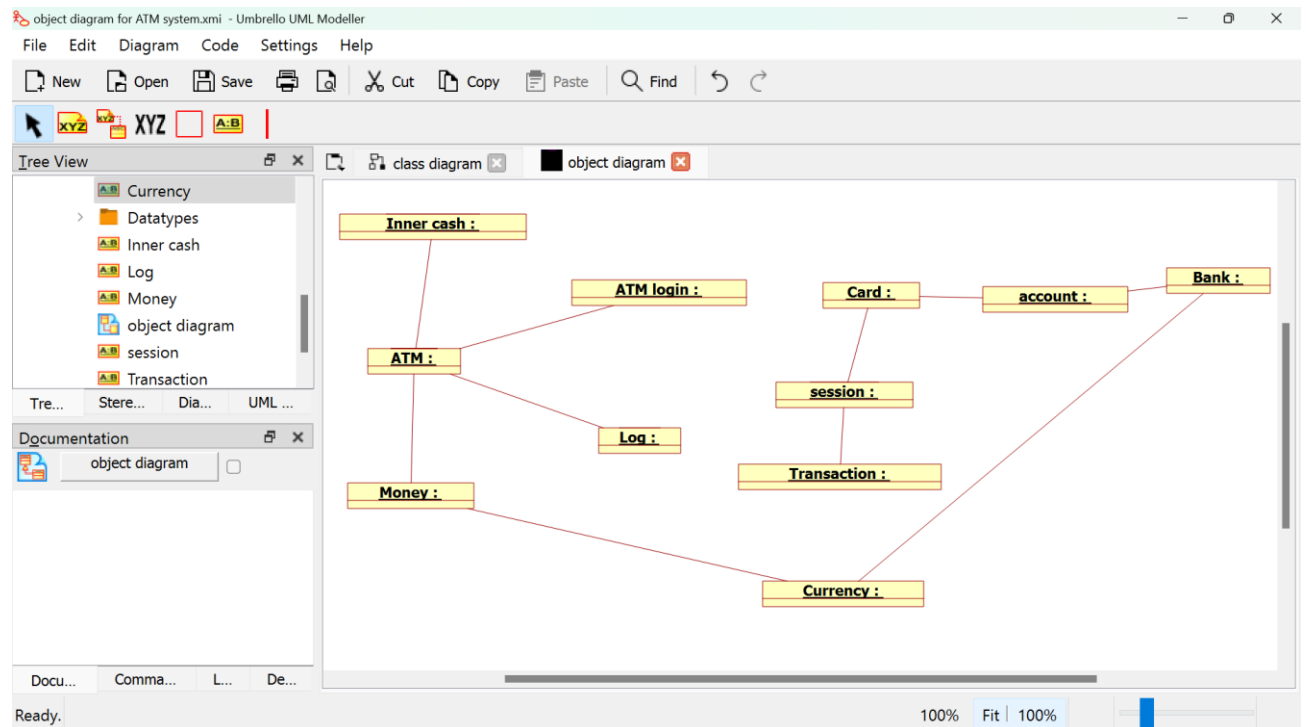 object diagram for ATM system.xmi - Umbrello UML Modeller
File Edit Diagram Code Settings Help
New Open Save Cut Copy Paste Find
XYZ XYZ XYZ A:B
Tree View
class diagram object diagram
A:B Currency
Datatypes
A:B Inner cash
A:B Log
A:B Money
object diagram
A:B session
A:B Transaction
Tre... Stere... Dia... UML ...
Documentation
object diagram
Docu... Comma... L... De...
Inner cash :
ATM login :
Card :
account :
Bank :
ATM :
session :
Log :
Transaction :
Money :
Currency :
Ready. 100% Fit 100%